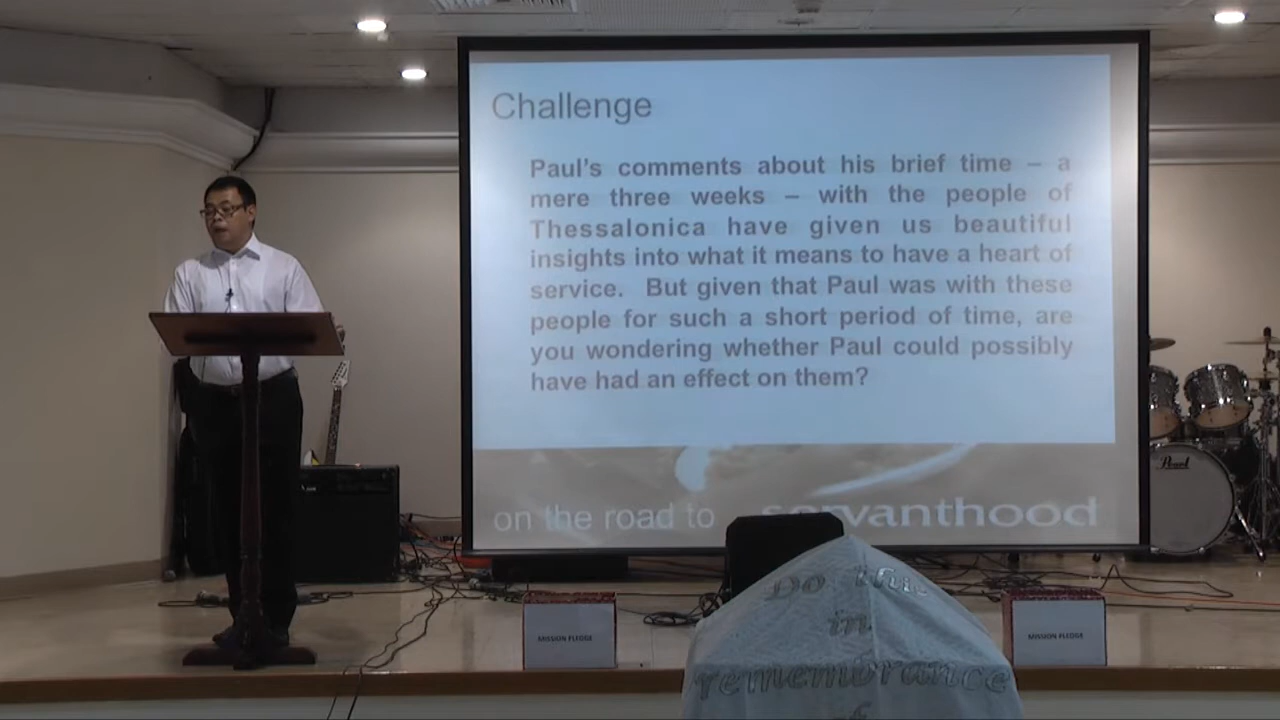 Challenge
Paul's comments about his brief time – a
mere three weeks – with the people of
Thessalonica have given us beautiful
insights into what it means to have a heart of
service. But given that Paul was with these
people for such a short period of time, are
you wondering whether Paul could possibly
have had an effect on them?
on the road to servanthood
Pearl
MISSION PLEDGE
MISSION PLEDGE
Do this
in
remembrance
of